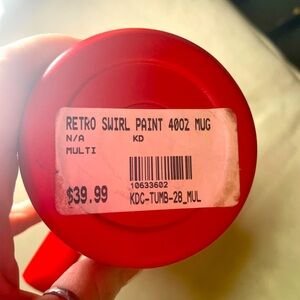 RETRO SWIRL PAINT 40OZ MUG
N/A KD
MULTI
10633602
$39.99 KDC-TUMB-28_MUL